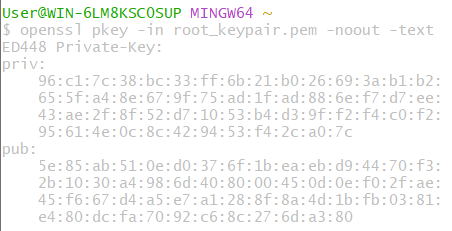 User@WIN-6LM8KSCOSUP MINGW64 ~
$ openssl pkey -in root_keypair.pem -noout -text
ED448 Private-Key:
priv:
96:c1:7c:38:bc:33:ff:6b:21:b0:26:69:3a:b1:b2:
65:5f:a4:8e:67:9f:75:ad:1f:ad:88:6e:f7:d7:ee:
43:ae:2f:8f:52:d7:10:53:b4:d3:9f:f2:f4:c0:f2:
95:61:4e:0c:8c:42:94:53:f4:2c:a0:7c
pub:
5e:85:ab:51:0e:d0:37:6f:1b:ea:eb:d9:44:70:f3:
2b:10:30:a4:98:6d:40:80:00:45:0d:0e:f0:2f:ae:
45:f6:67:d4:a5:e7:a1:28:8f:8a:4d:1b:fb:03:81:
e4:80:dc:fa:70:92:c6:8c:27:6d:a3:80